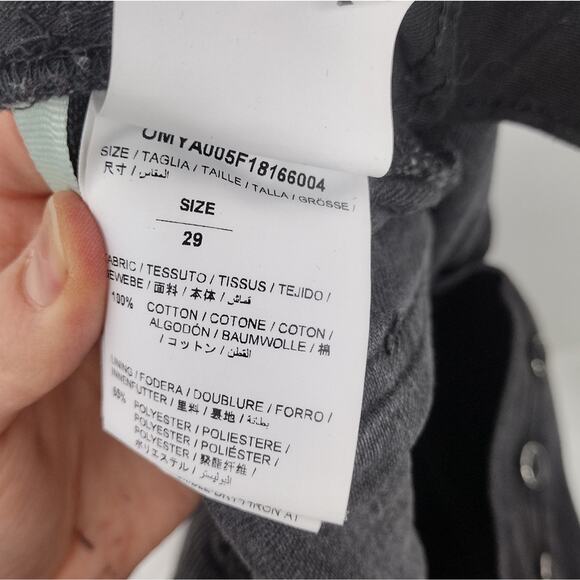 OMYA005F18166004
SIZE / TAGLIA / TAILLE / TALLA / GRÖSSE /
尺寸 / المقاس /
SIZE
29
FABRIC / TESSUTO / TISSUS / TEJIDO /
GEWEBE / 面料 / 本体 / قماش /
100% COTTON / COTONE / COTON /
ALGODÓN / BAUMWOLLE / 棉
/ コットン / القطن /
LINING / FODERA / DOUBLURE / FORRO /
INNENFUTTER / 里料 / 裏地 / بطانة /
65% POLYESTER / POLIESTERE /
POLYESTER / POLIÉSTER /
POLYESTER / 聚酯纤维 /
ポリエステル / البوليستر /